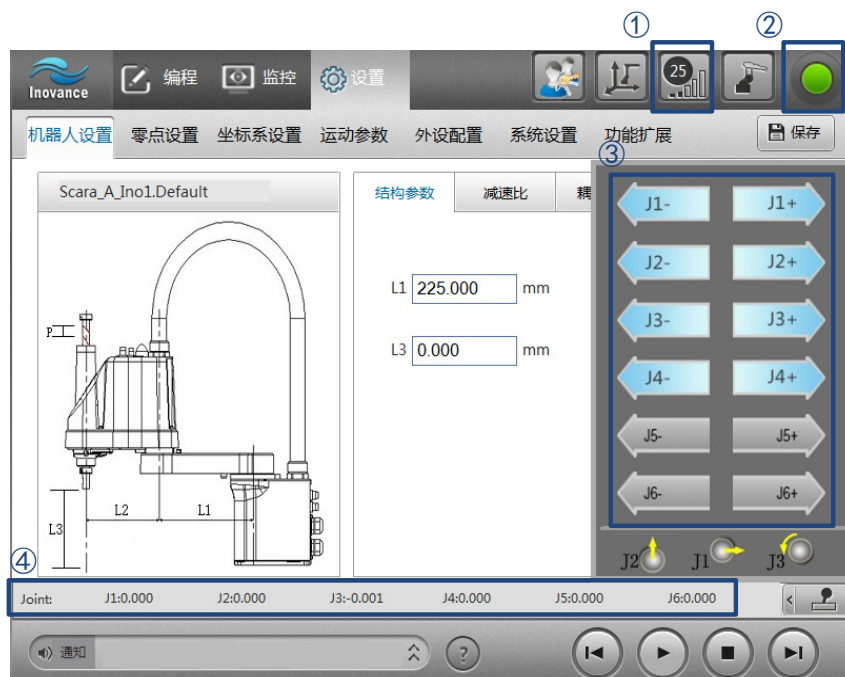 ① ②
Inovance 编程 监控 设置 25
机器人设置 零点设置 坐标系设置 运动参数 外设配置 系统设置 功能扩展 保存
③
Scara_A_Ino1.Default 结构参数 减速比 耦
J1- J1+
J2- J2+
L1 225.000 mm
P J3- J3+
L3 0.000 mm
J4- J4+
J5- J5+
J6- J6+
L2 L1
L3
J2 J1 J3
④
Joint: J1:0.000 J2:0.000 J3:-0.001 J4:0.000 J5:0.000 J6:0.000 <
通知 ?